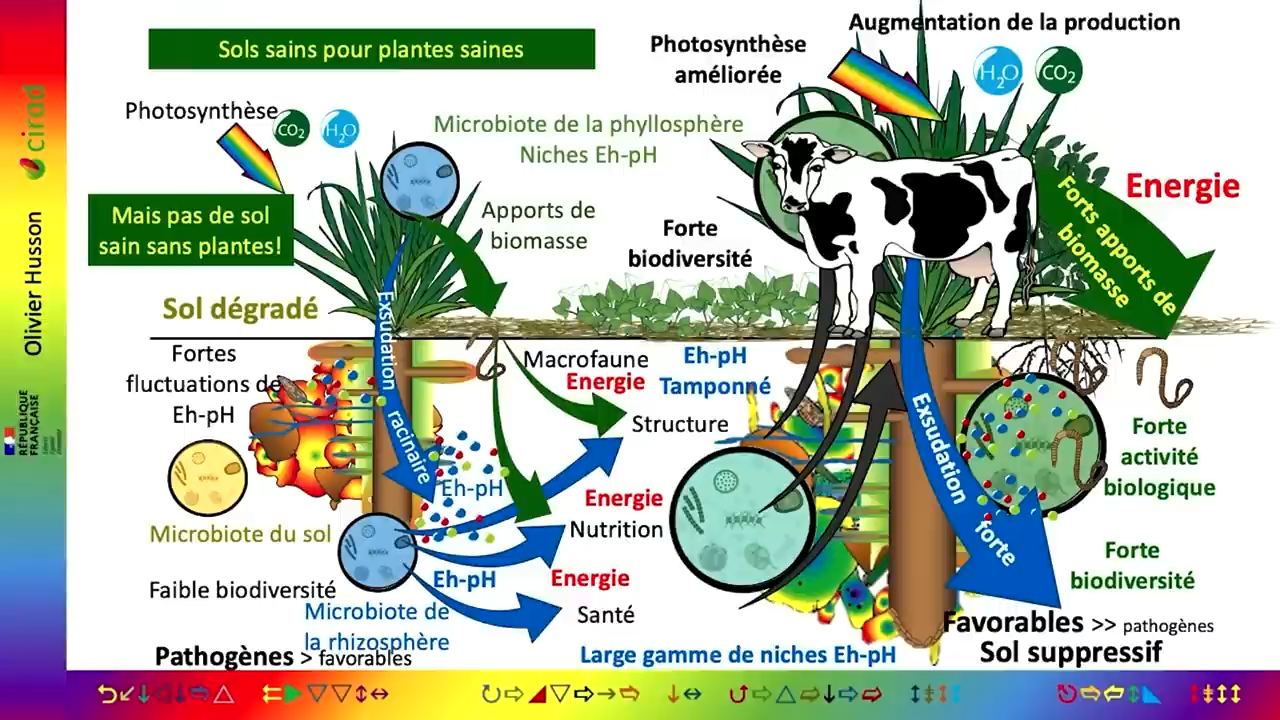 Sols sains pour plantes saines
Augmentation de la production
Photosynthèse
améliorée
H₂O
CO₂
Photosynthèse
CO₂
H₂O
Microbiote de la phyllosphère
Niches Eh-pH
Mais pas de sol
sain sans plantes!
Apports de
biomasse
Forte
biodiversité
Energie
Forts apports de
biomasse
Sol dégradé
Exsudation racinaire
Fortes
fluctuations de
Eh-pH
Macrofaune
Energie
Structure
Eh-pH
Tamponné
Exsudation forte
Forte
activité
biologique
Eh-pH
Energie
Nutrition
Microbiote du sol
Eh-pH
Energie
Santé
Forte
biodiversité
Faible biodiversité
Microbiote de
la rhizosphère
Pathogènes > favorables
Large gamme de niches Eh-pH
Favorables >> pathogènes
Sol suppressif
cirad
Olivier Husson
RÉPUBLIQUE
FRANÇAISE